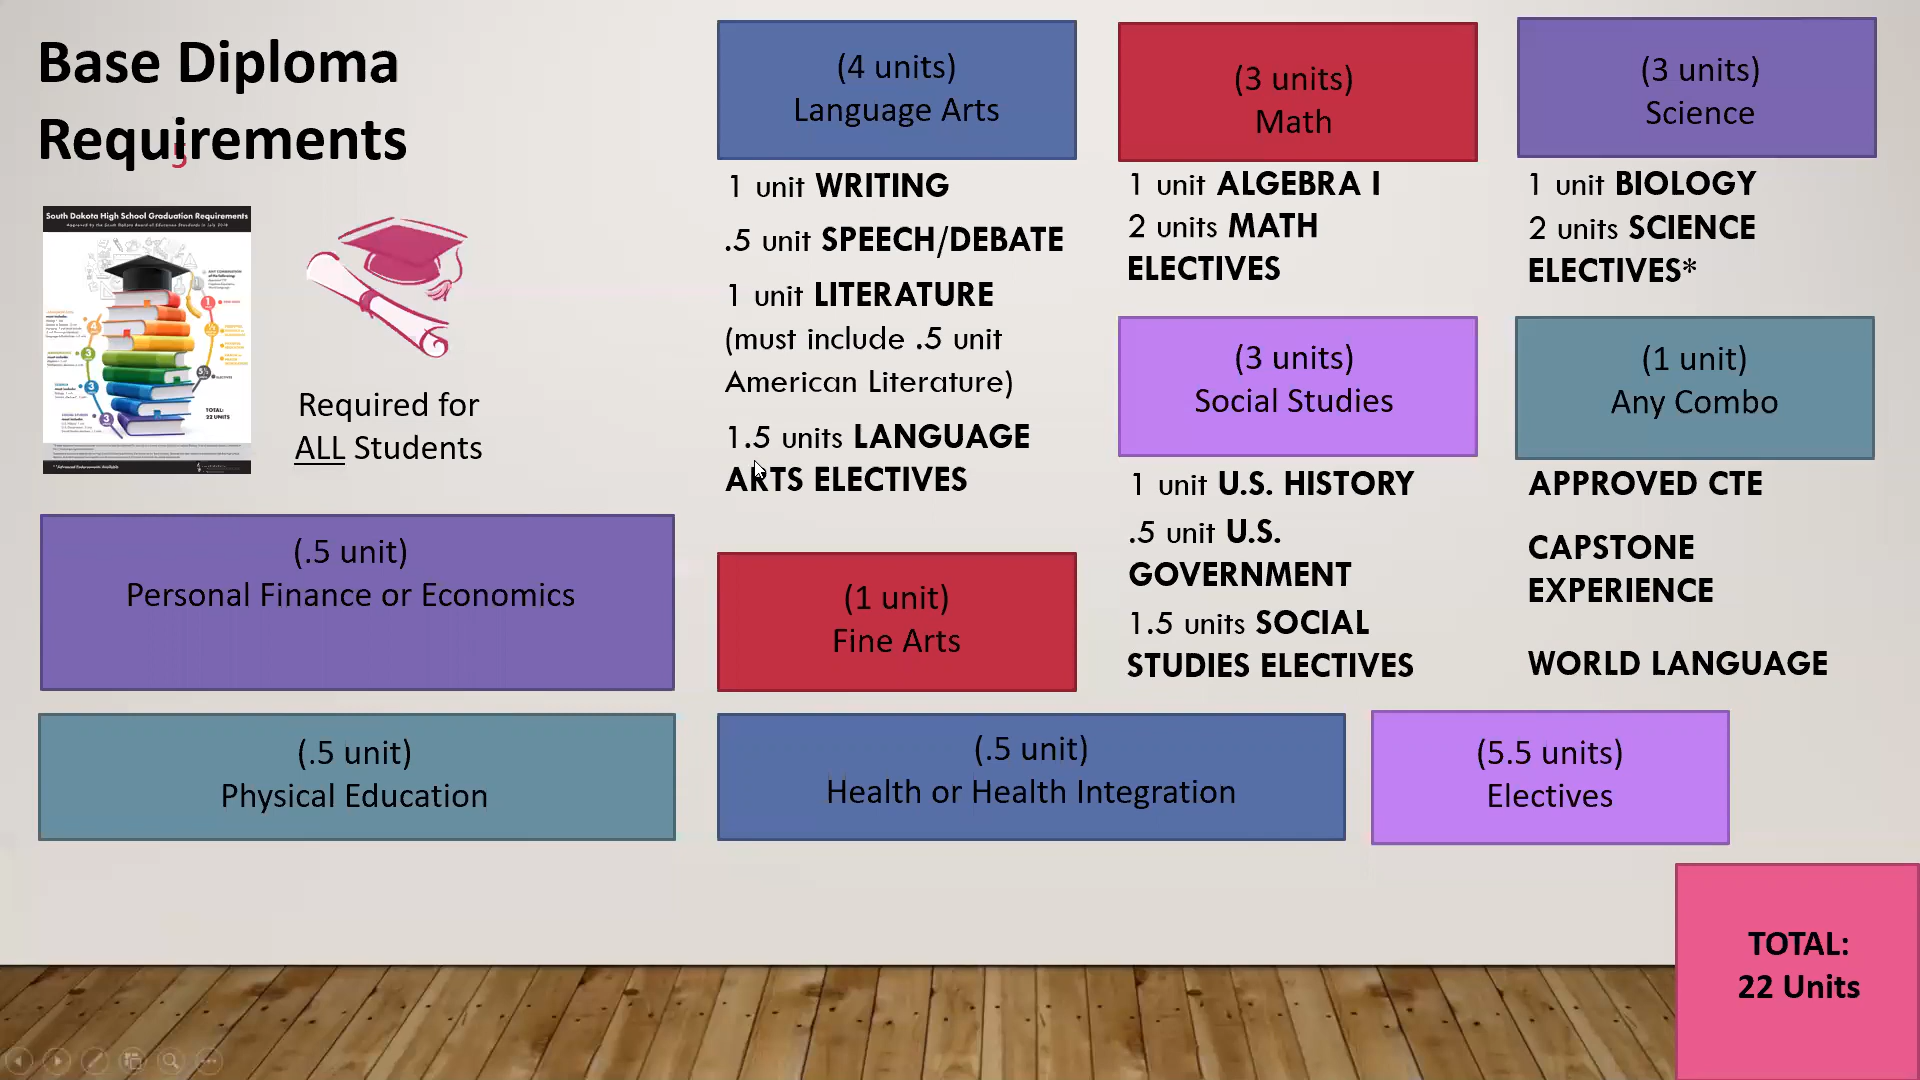 Base Diploma
Requirements
5
South Dakota High School Graduation Requirements
TOTAL:
22 UNITS
Required for
ALL Students
(.5 unit)
Personal Finance or Economics
(.5 unit)
Physical Education
(4 units)
Language Arts
1 unit WRITING
.5 unit SPEECH/DEBATE
1 unit LITERATURE
(must include .5 unit
American Literature)
1.5 units LANGUAGE
ARTS ELECTIVES
(1 unit)
Fine Arts
(3 units)
Math
1 unit ALGEBRA I
2 units MATH
ELECTIVES
(3 units)
Social Studies
1 unit U.S. HISTORY
.5 unit U.S.
GOVERNMENT
1.5 units SOCIAL
STUDIES ELECTIVES
(3 units)
Science
1 unit BIOLOGY
2 units SCIENCE
ELECTIVES*
(1 unit)
Any Combo
APPROVED CTE
CAPSTONE
EXPERIENCE
WORLD LANGUAGE
(.5 unit)
Health or Health Integration
(5.5 units)
Electives
TOTAL:
22 Units